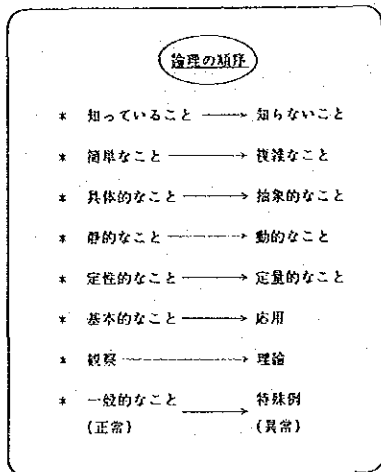 論理の順序
* 知っていること ──→ 知らないこと
* 簡単なこと ──→ 複雑なこと
* 具体的なこと ──→ 抽象的なこと
* 静的なこと ──→ 動的なこと
* 定性的なこと ──→ 定量的なこと
* 基本的なこと ──→ 応用
* 観察 ──→ 理論
* 一般的なこと ──→ 特殊例
(正常) (異常)